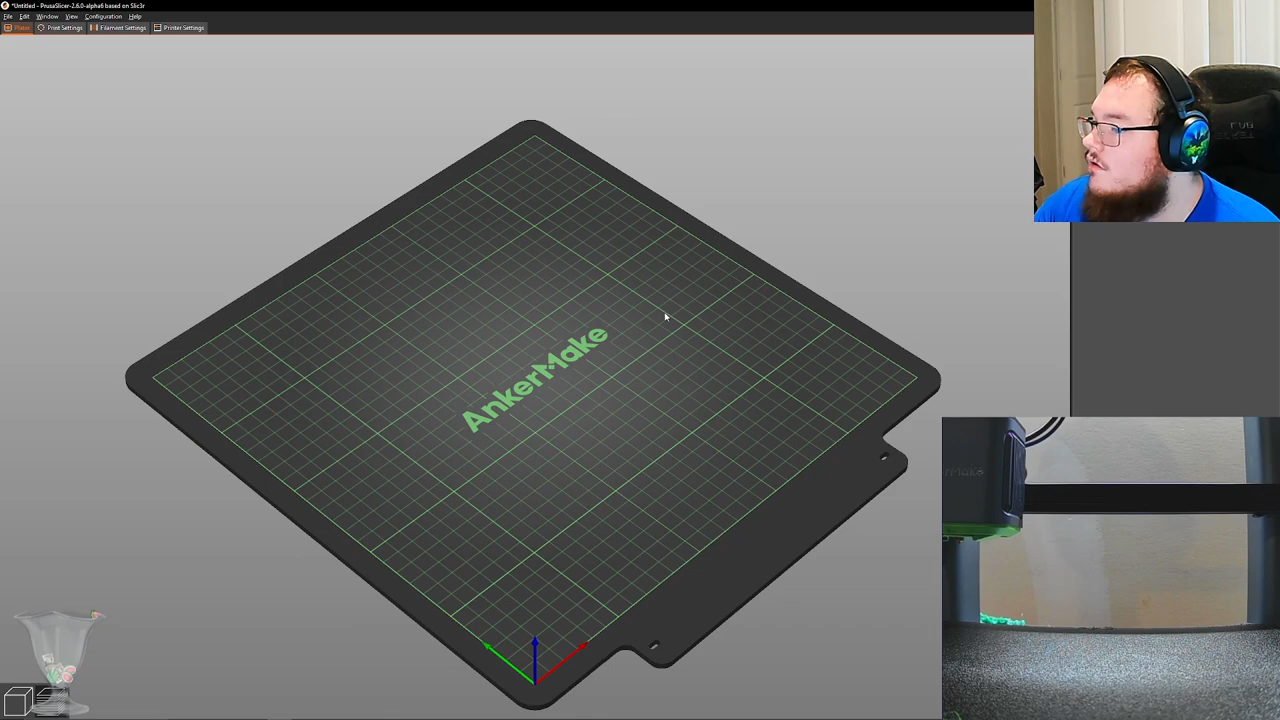 *Untitled - PrusaSlicer-2.6.0-alpha6 based on Slic3r
File Edit Window View Configuration Help
Plater Print Settings Filament Settings Printer Settings
AnkerMake